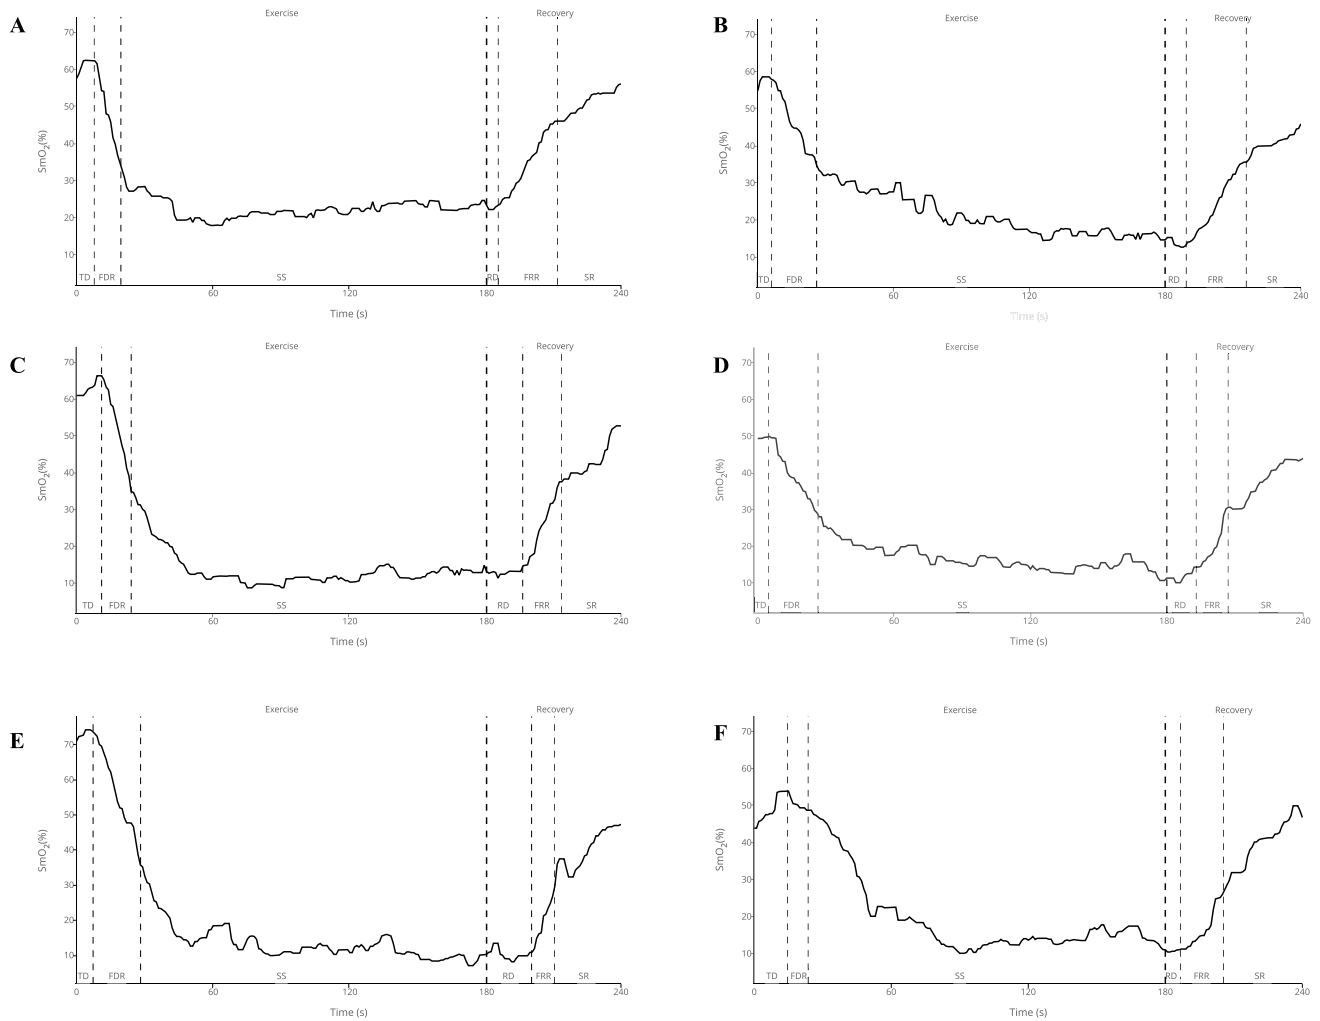 A
Exercise
Recovery
70
60
50
40
30
20
10
SmO2(%)
TD
FDR
SS
RD
FRR
SR
0
60
120
180
240
Time (s)
B
Exercise
Recovery
70
60
50
40
30
20
10
SmO2(%)
TD
FDR
SS
RD
FRR
SR
0
60
120
180
240
Time (s)
C
Exercise
Recovery
70
60
50
40
30
20
10
SmO2(%)
TD
FDR
SS
RD
FRR
SR
0
60
120
180
240
Time (s)
D
Exercise
Recovery
70
60
50
40
30
20
10
SmO2(%)
TD
FDR
SS
RD
FRR
SR
0
60
120
180
240
Time (s)
E
Exercise
Recovery
70
60
50
40
30
20
10
SmO2(%)
TD
FDR
SS
RD
FRR
SR
0
60
120
180
240
Time (s)
F
Exercise
Recovery
70
60
50
40
30
20
10
SmO2(%)
TD
FDR
SS
RD
FRR
SR
0
60
120
180
240
Time (s)